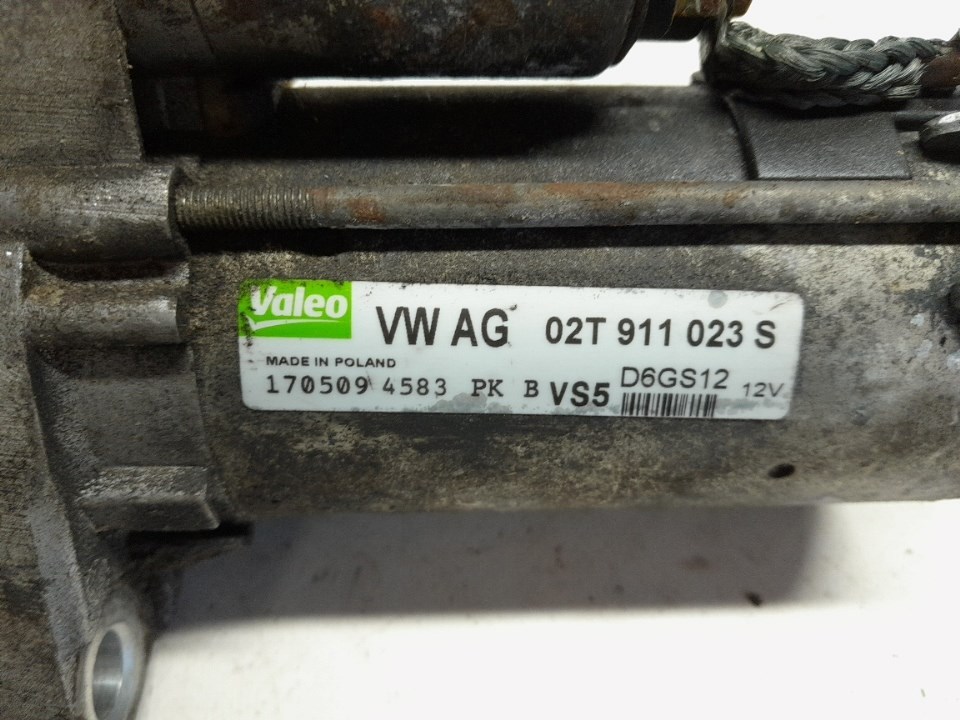 Valeo VW AG 02T 911 023 S
MADE IN POLAND
170509 4583 PK B VS5 D6GS12 12V